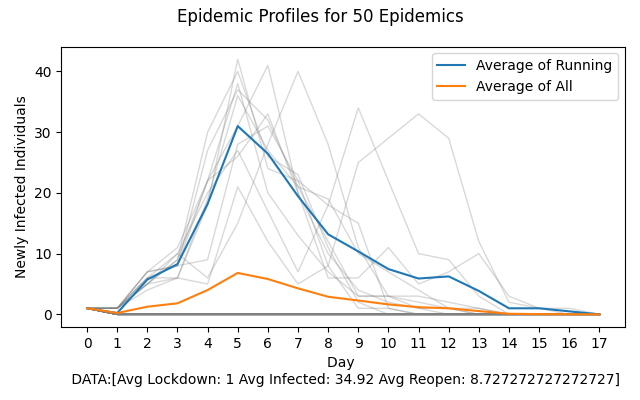 Epidemic Profiles for 50 Epidemics
Average of Running
Average of All
Newly Infected Individuals
40
30
20
10
0
0 1 2 3 4 5 6 7 8 9 10 11 12 13 14 15 16 17
Day
DATA:[Avg Lockdown: 1 Avg Infected: 34.92 Avg Reopen: 8.727272727272727]